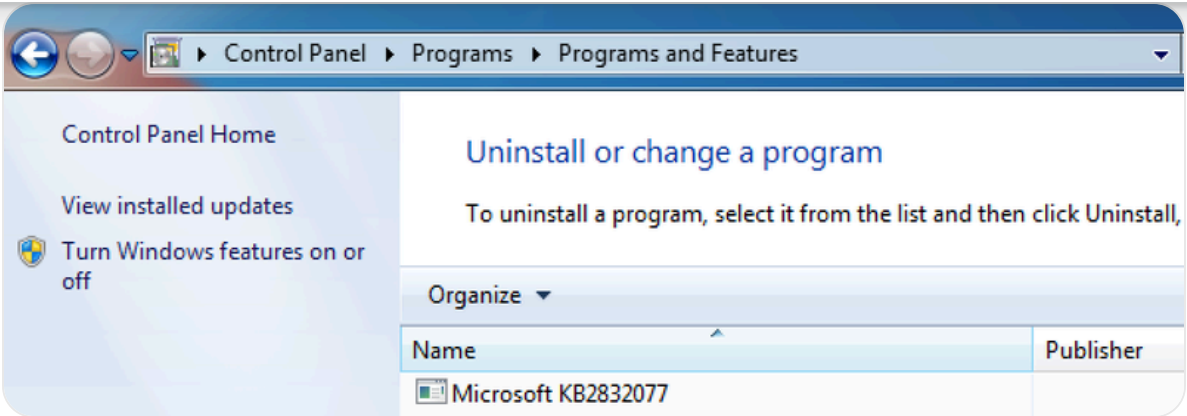 Control Panel Programs Programs and Features
Control Panel Home
Uninstall or change a program
View installed updates
To uninstall a program, select it from the list and then click Uninstall,
Turn Windows features on or
off
Organize
Name Publisher
Microsoft KB2832077